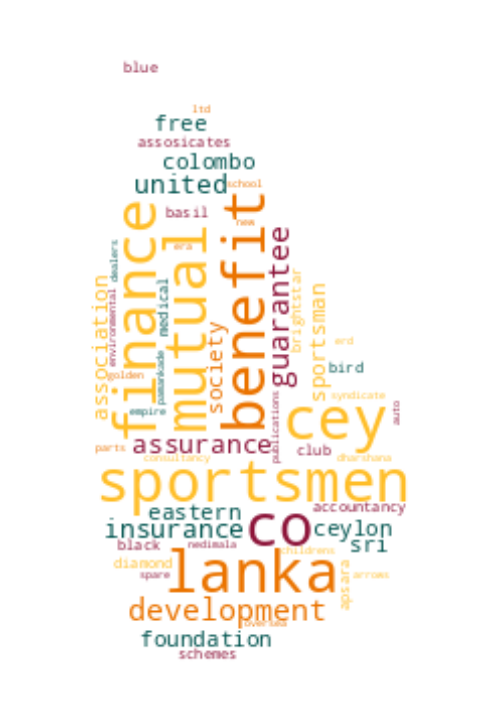 blue
ltd
free
assosicates
colombo
united
school
basil
new
finance
mutual
benefit
era
guarantee
dealers
association
environmental
medical
brightstar
sportsman
society
pamankade
erd
bird
golden
empire
syndicate
cey
auto
publications
parts
assurance
club
consultancy
dharshana
sportsmen
eastern
accountancy
insurance
co
ceylon
black
nedimala
sri
childrens
diamond
lanka
spare
arrows
apsara
development
oversea
foundation
schemes